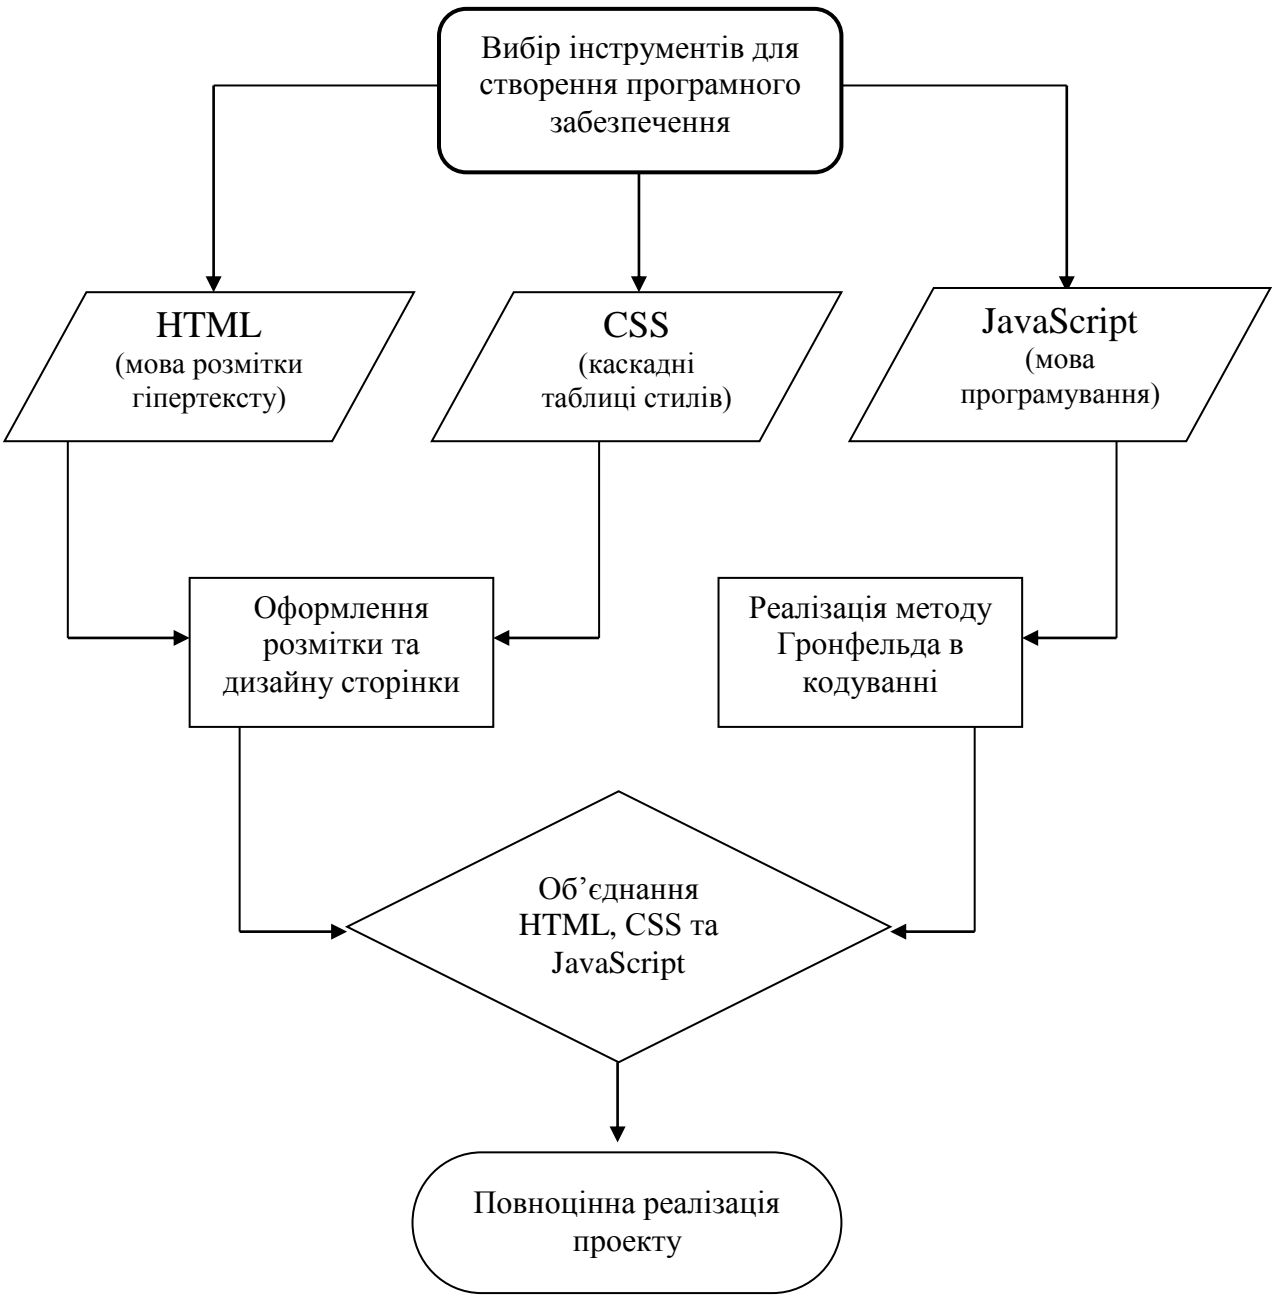 Вибір інструментів для
створення програмного
забезпечення
HTML
(мова розмітки
гіпертексту)
CSS
(каскадні
таблиці стилів)
JavaScript
(мова
програмування)
Оформлення
розмітки та
дизайну сторінки
Реалізація методу
Гронфельда в
кодуванні
Об’єднання
HTML, CSS та
JavaScript
Повноцінна реалізація
проекту